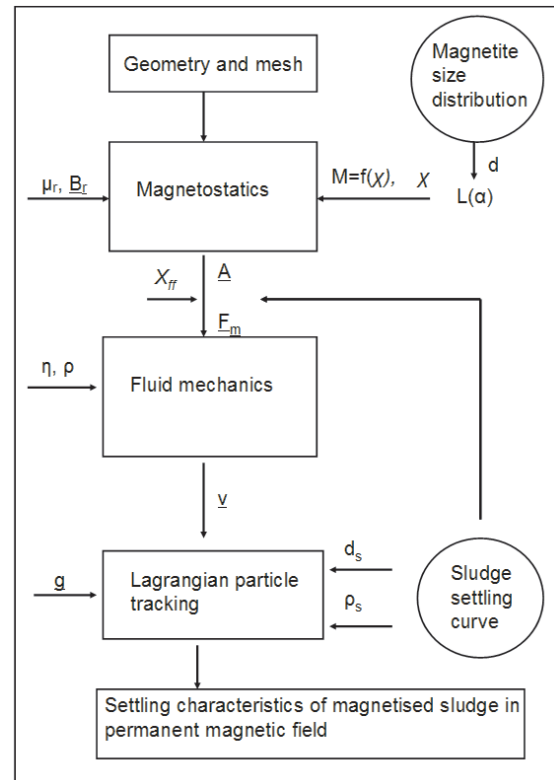 Geometry and mesh
Magnetite
size
distribution
d
μr, Br
Magnetostatics
M=f(χ), χ
L(α)
Xff
A
Fm
η, ρ
Fluid mechanics
v
g
Lagrangian particle
tracking
ds
ρs
Sludge
settling
curve
Settling characteristics of magnetised sludge in
permanent magnetic field